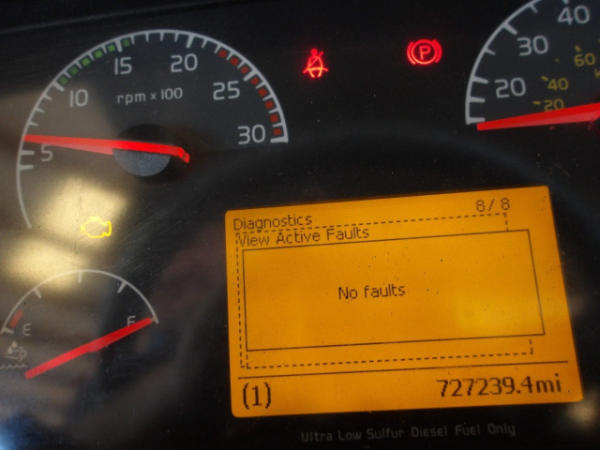 5
10
15
20
25
30
rpm x 100
P
20
30
40
20
40
60
E
F
Diagnostics 8/8
View Active Faults
No faults
(1) 727239.4mi
Ultra Low Sulfur Diesel Fuel Only